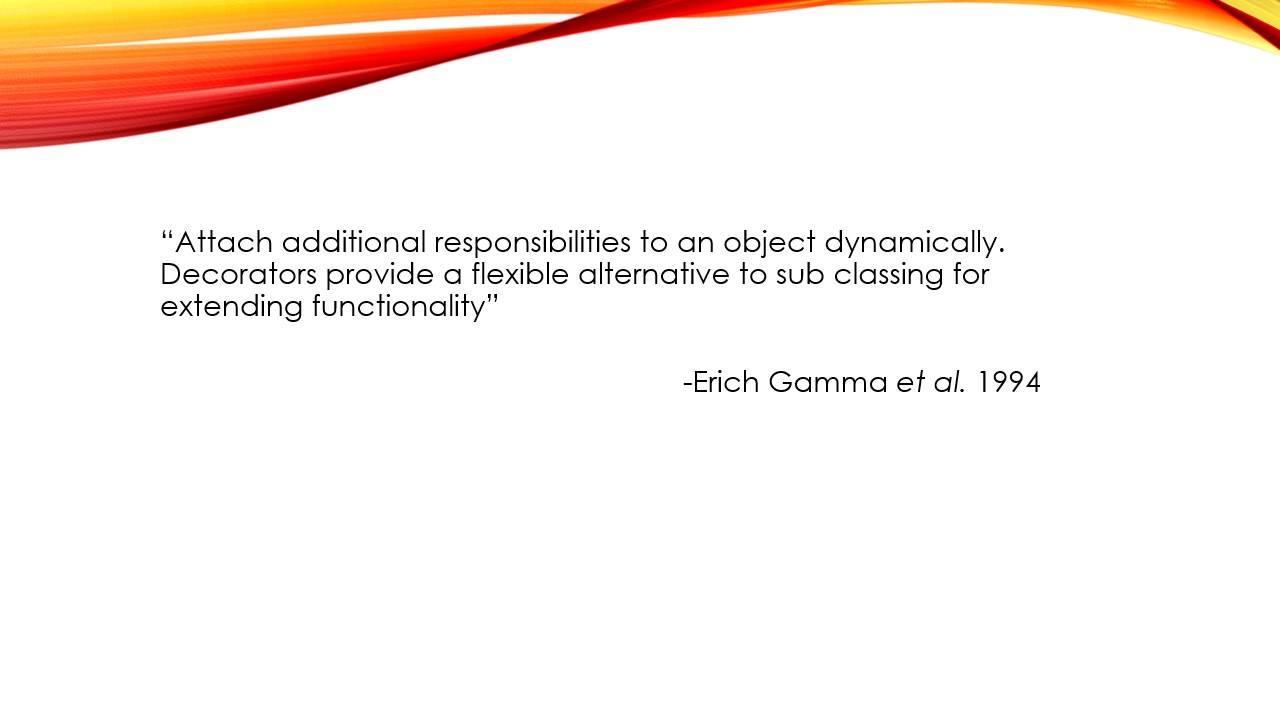 “Attach additional responsibilities to an object dynamically.
Decorators provide a flexible alternative to sub classing for
extending functionality”
-Erich Gamma et al. 1994